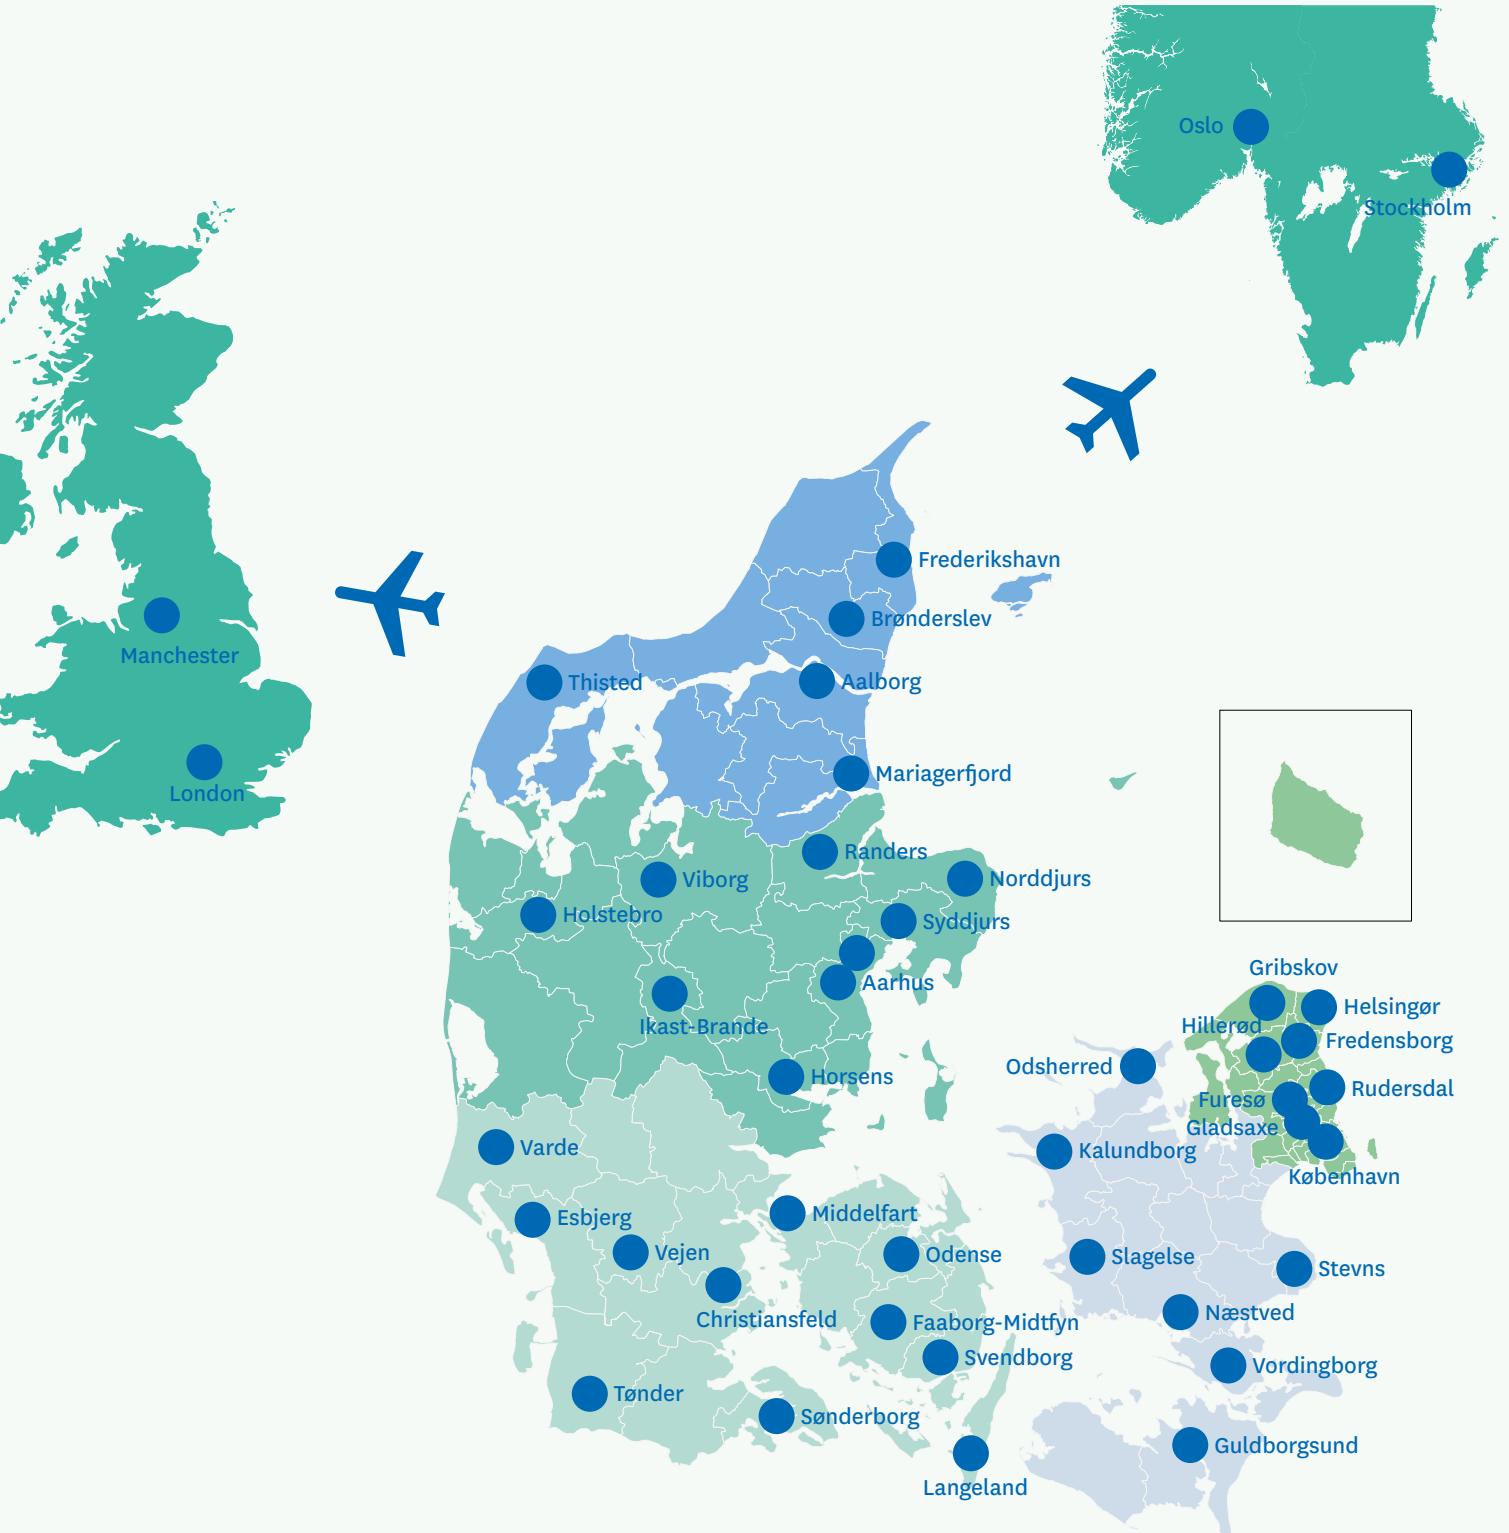 Oslo
Stockholm
Frederikshavn
Brønderslev
Manchester
Thisted
Aalborg
Mariagerfjord
London
Randers
Viborg
Norddjurs
Holstebro
Syddjurs
Gribskov
Aarhus
Helsingør
Ikast-Brande
Hillerød
Fredensborg
Odsherred
Horsens
Rudersdal
Furesø
Gladsaxe
Varde
Kalundborg
København
Middelfart
Esbjerg
Vejen
Odense
Slagelse
Stevns
Næstved
Christiansfeld
Faaborg-Midtfyn
Svendborg
Vordingborg
Tønder
Sønderborg
Guldborgsund
Langeland